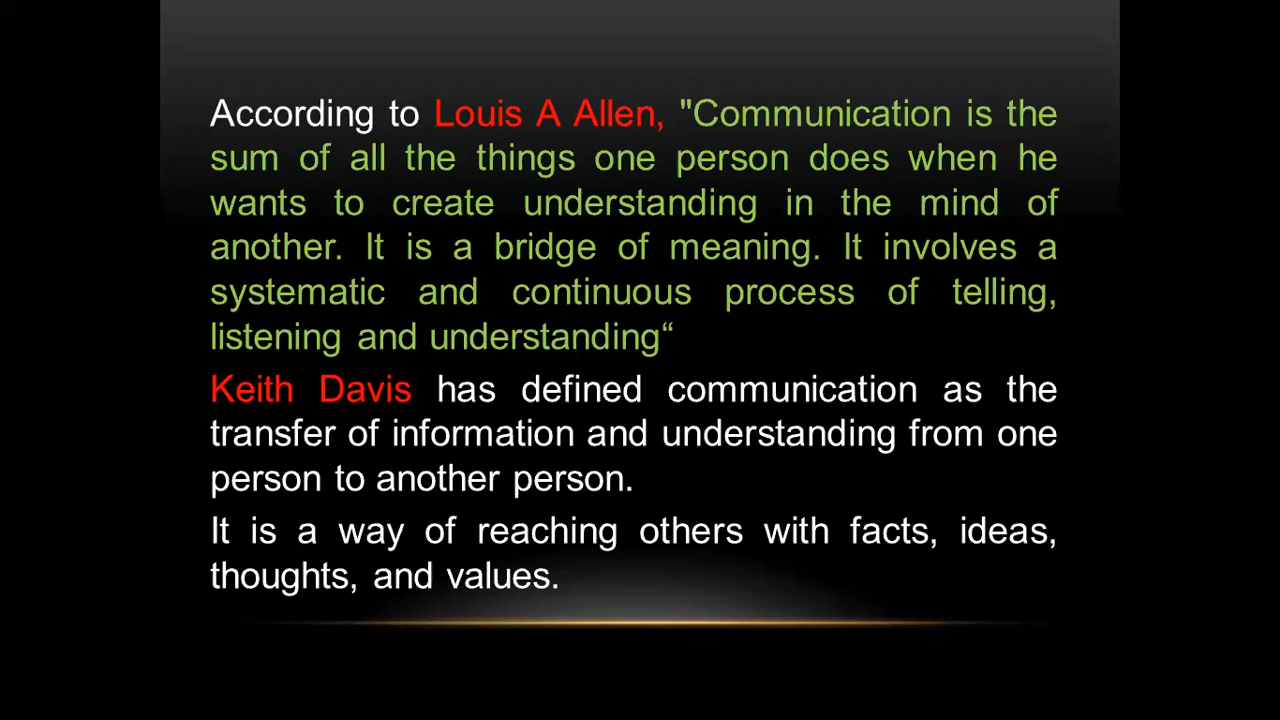 According to Louis A Allen, "Communication is the
sum of all the things one person does when he
wants to create understanding in the mind of
another. It is a bridge of meaning. It involves a
systematic and continuous process of telling,
listening and understanding“
Keith Davis has defined communication as the
transfer of information and understanding from one
person to another person.
It is a way of reaching others with facts, ideas,
thoughts, and values.